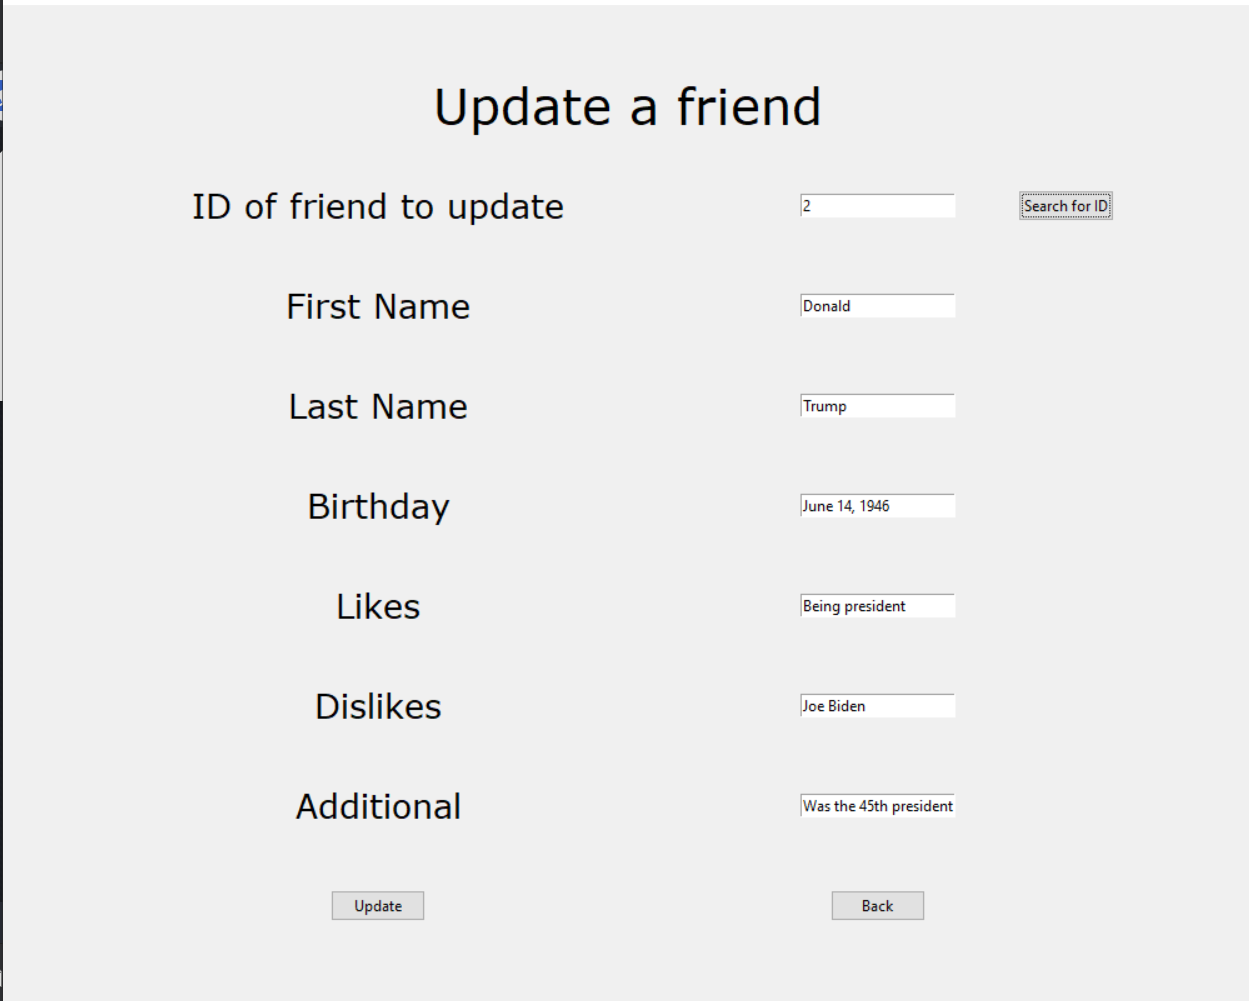 Update a friend
ID of friend to update 2 Search for ID
First Name Donald
Last Name Trump
Birthday June 14, 1946
Likes Being president
Dislikes Joe Biden
Additional Was the 45th president
Update Back